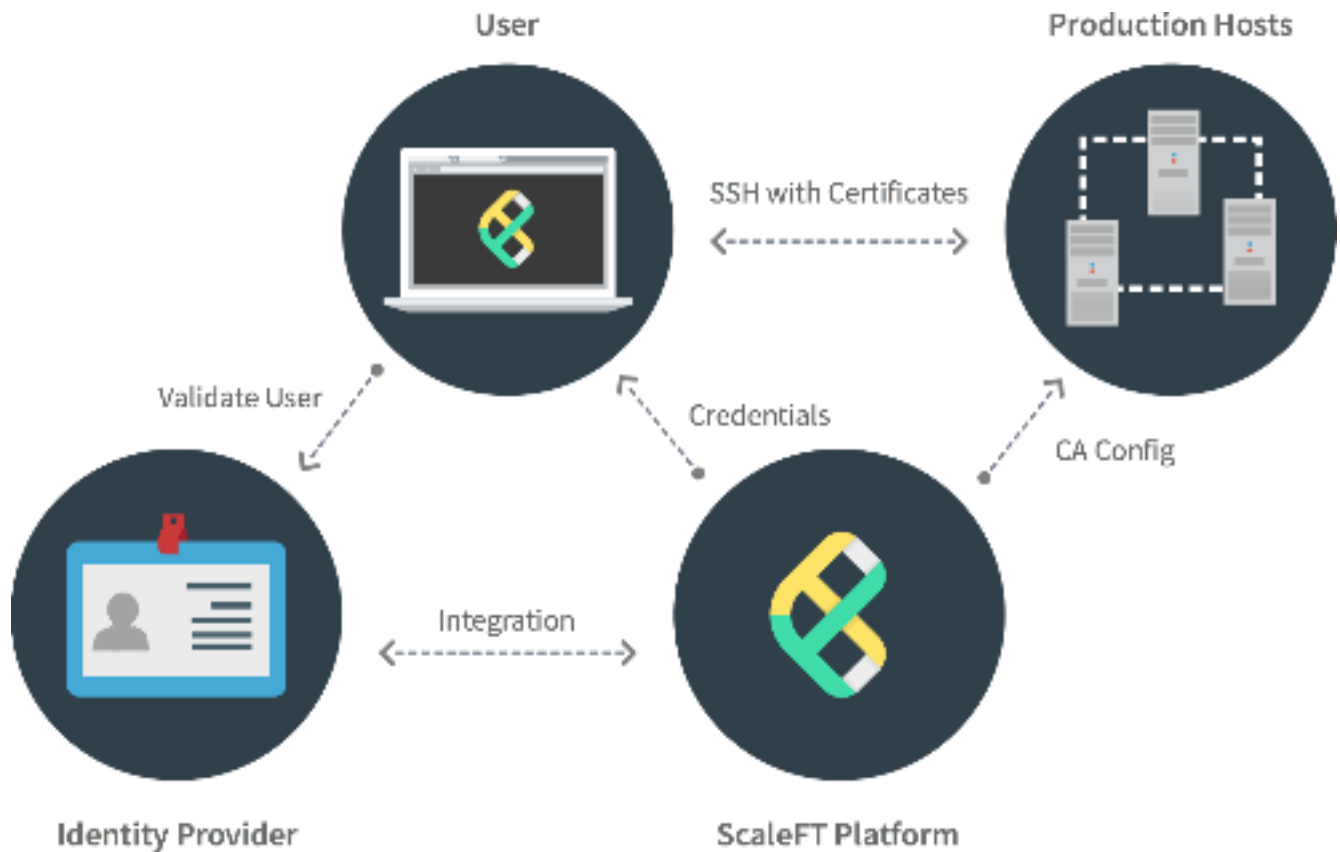 User
Production Hosts
SSH with Certificates
Validate User
Credentials
CA Config
Integration
Identity Provider
ScaleFT Platform